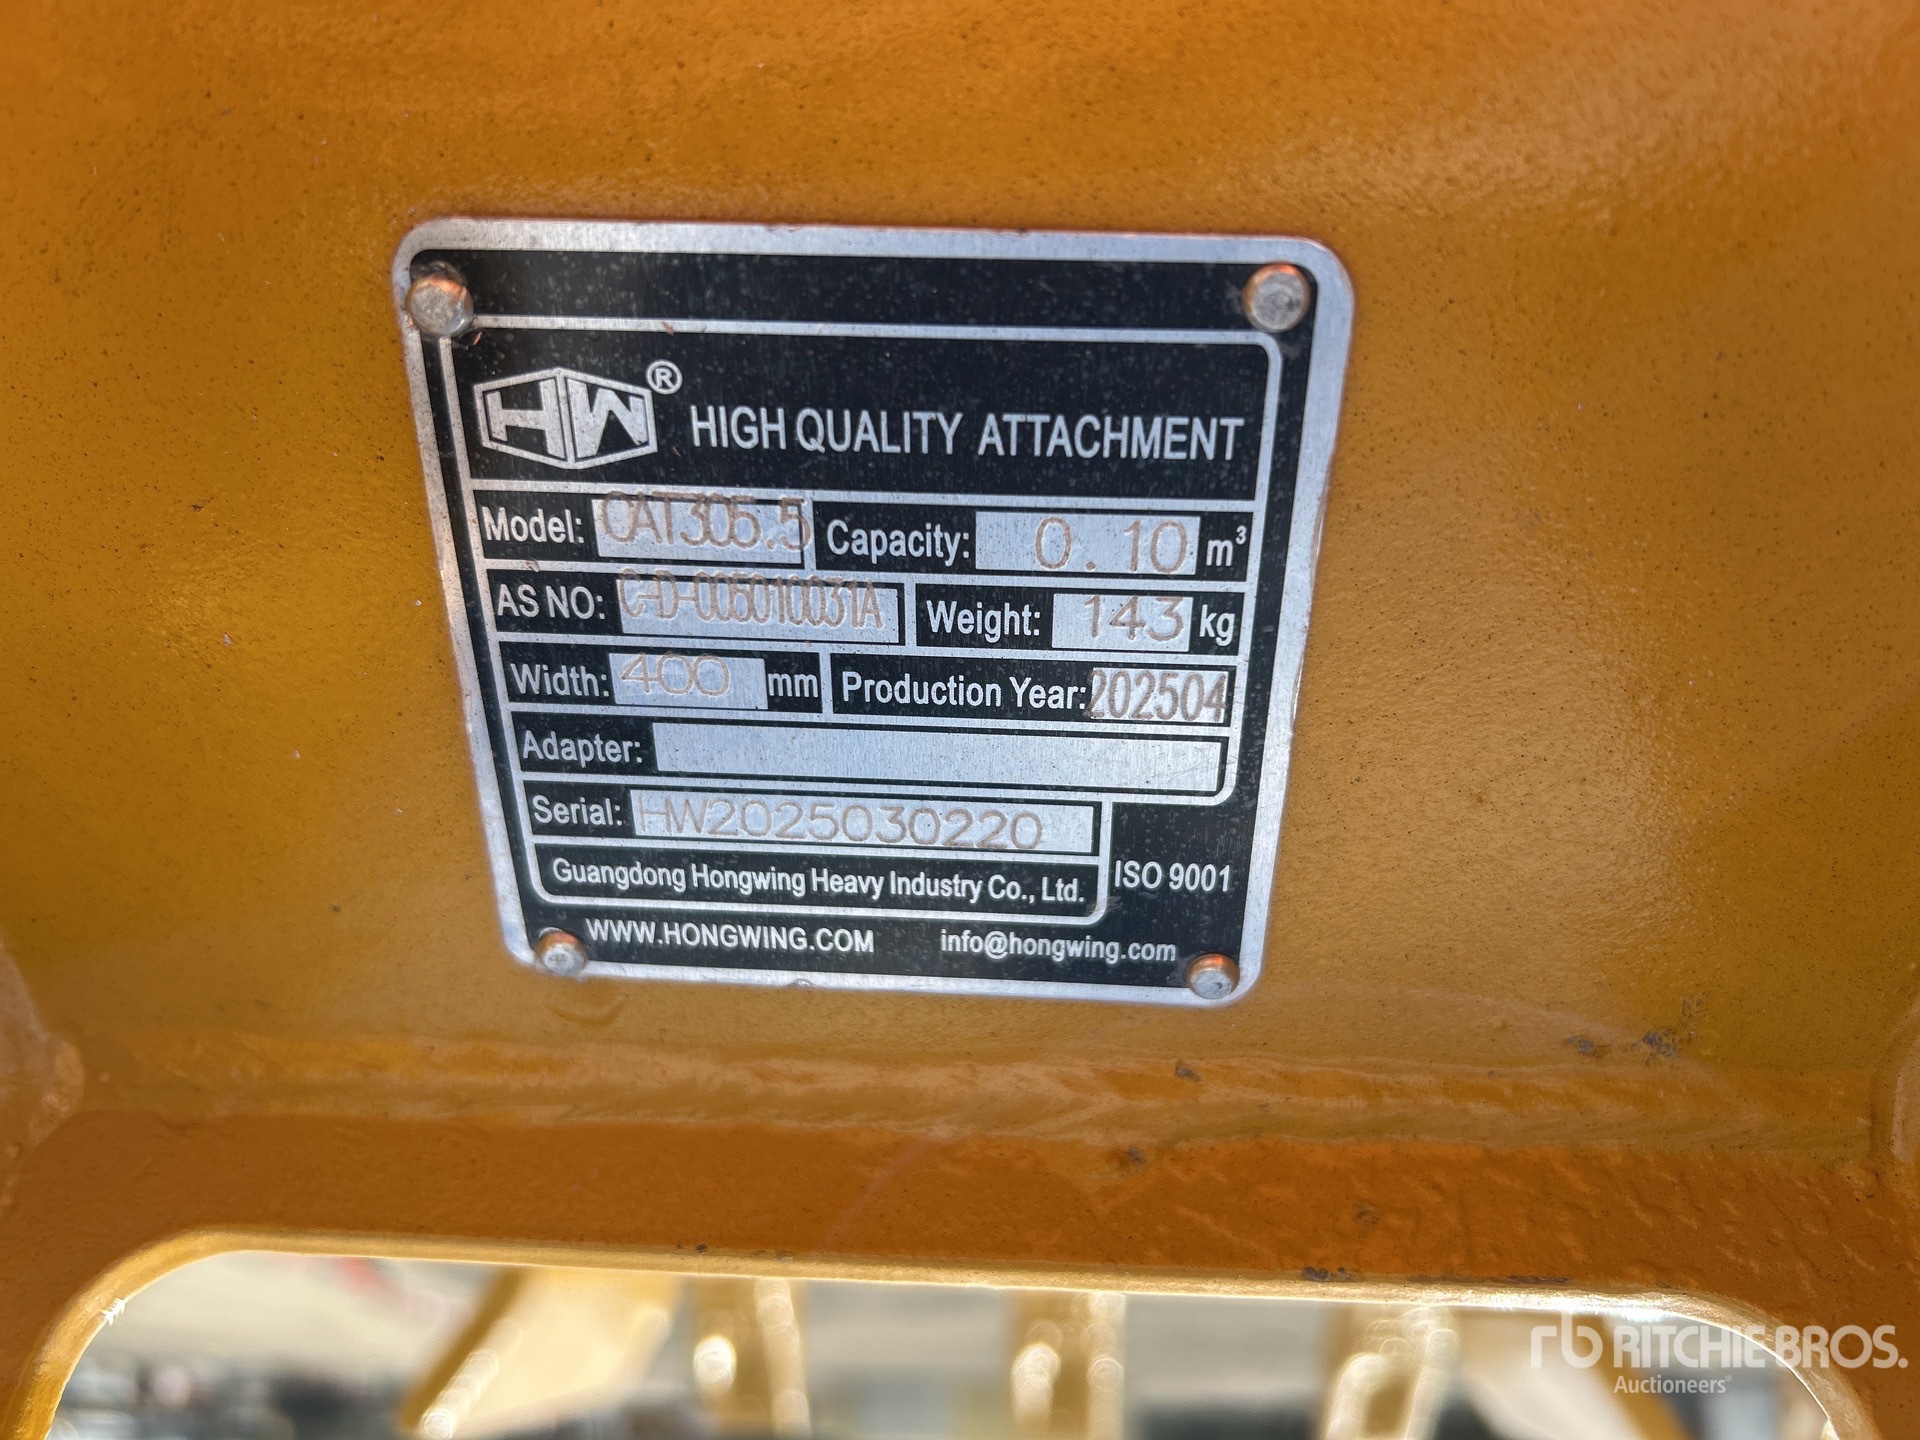 HW®
HIGH QUALITY ATTACHMENT
Model: CAT305.5 Capacity: 0.10 m³
AS NO: C-D-005010031A Weight: 143 kg
Width: 400 mm Production Year: 202504
Adapter:
Serial: HW2025030220
Guangdong Hongwing Heavy Industry Co., Ltd. ISO 9001
WWW.HONGWING.COM info@hongwing.com
rb RITCHIE BROS.
Auctioneers